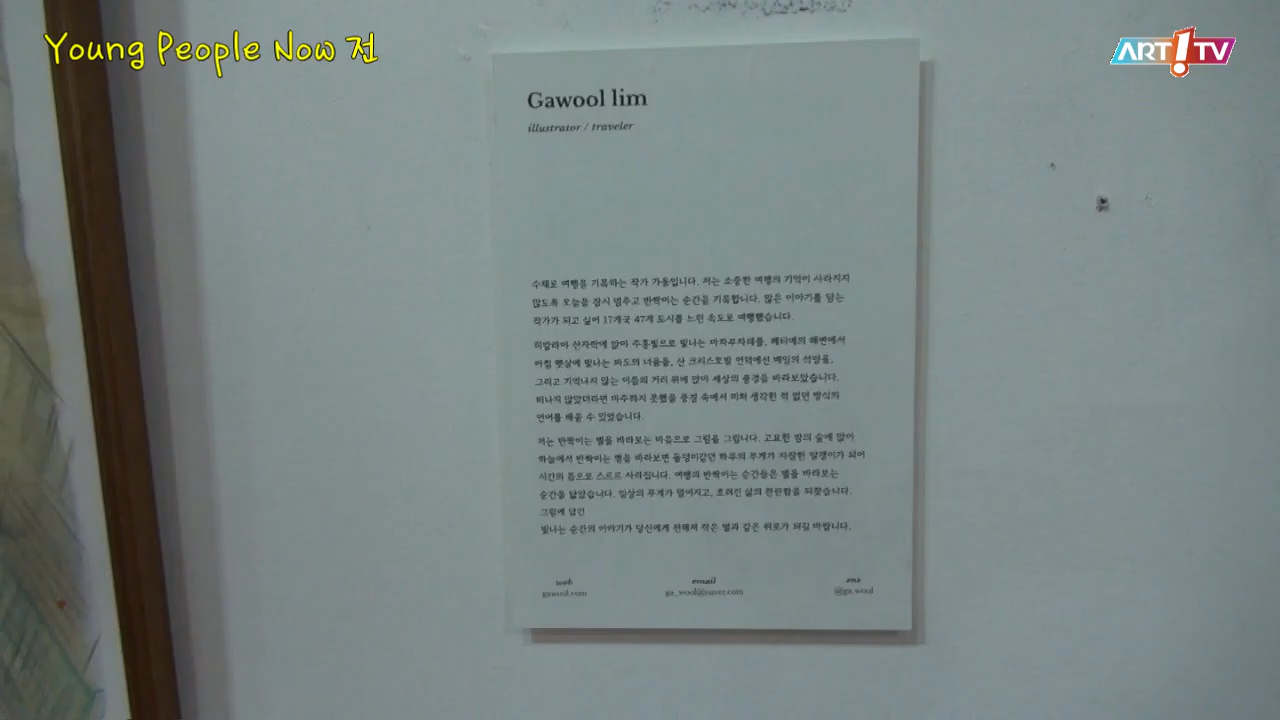 Young People Now 전
ART!TV
Gawool lim
illustrator / traveler
수채로 여행을 기록하는 작가 가울입니다. 저는 소중한 여행의 기억이 사라지지
않도록 오늘을 잠시 멈추고 반짝이는 순간을 기록합니다. 많은 이야기를 담는
작가가 되고 싶어 17개국 47개 도시를 느린 속도로 여행했습니다.
히말라야 산자락에 앉아 주홍빛으로 빛나는 마차푸차레를, 페티예의 해변에서
아침 햇살에 빛나는 파도의 너울을, 산 크리스토발 언덕에선 매일의 석양을,
그리고 기억나지 않는 이름의 거리 위에 앉아 세상의 풍경을 바라보았습니다.
떠나지 않았더라면 마주하지 못했을 풍경 속에서 미처 생각한 적 없던 방식의
언어를 배울 수 있었습니다.
저는 반짝이는 별을 바라보는 마음으로 그림을 그립니다. 고요한 밤의 숲에 앉아
하늘에서 반짝이는 별을 바라보면 돌덩이같던 하루의 무게가 자잘한 알갱이가 되어
시간의 틈으로 스르르 사라집니다. 여행의 반짝이는 순간들은 별을 바라보는
순간을 닮았습니다. 일상의 무게가 덜어지고, 흐려진 삶의 찬란함을 되찾습니다.
그림에 담긴
빛나는 순간의 이야기가 당신에게 전해져 작은 별과 같은 위로가 되길 바랍니다.
web email sns
gawool.com ga_wool@naver.com @ga.wool